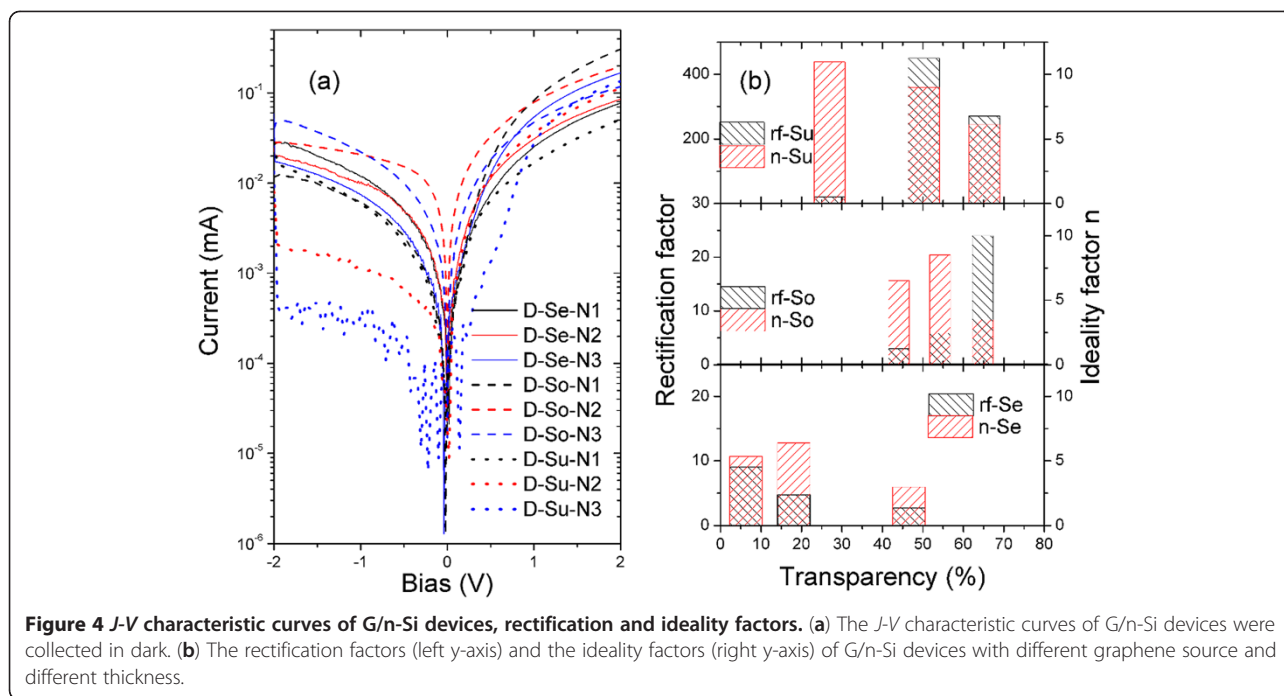 (a)
Current (mA)
10⁻¹
10⁻²
10⁻³
10⁻⁴
10⁻⁵
10⁻⁶
-2
-1
0
1
2
Bias (V)
D-Se-N1
D-Se-N2
D-Se-N3
D-So-N1
D-So-N2
D-So-N3
D-Su-N1
D-Su-N2
D-Su-N3
(b)
Rectification factor
400
200
30
20
10
0
20
10
0
rf-Su
n-Su
rf-So
n-So
rf-Se
n-Se
10
5
0
10
5
0
10
5
0
Ideality factor n
0
10
20
30
40
50
60
70
80
Transparency (%)
Figure 4 J-V characteristic curves of G/n-Si devices, rectification and ideality factors. (a) The J-V characteristic curves of G/n-Si devices were
collected in dark. (b) The rectification factors (left y-axis) and the ideality factors (right y-axis) of G/n-Si devices with different graphene source and
different thickness.